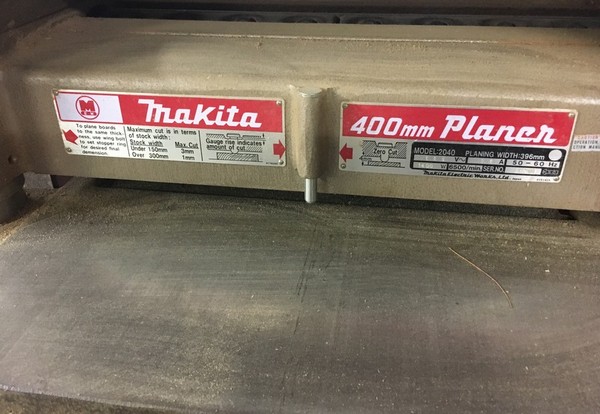 M
Makita
To plane boards
to the same thick-
ness, use wing bolt
to set stopper ring
for desired final
demension.
Maximum cut is in terms
of stock width:
Stock width Max. Cut
Under 150mm 3mm
Over 300mm 1mm
Gauge rise indicates
amount of cut.
400mm Planer
Zero Cut
MODEL:2040 PLANING WIDTH:396mm
V∿ A 50-60 Hz
W 6500/min SER.NO.
Makita Electric Works, Ltd.